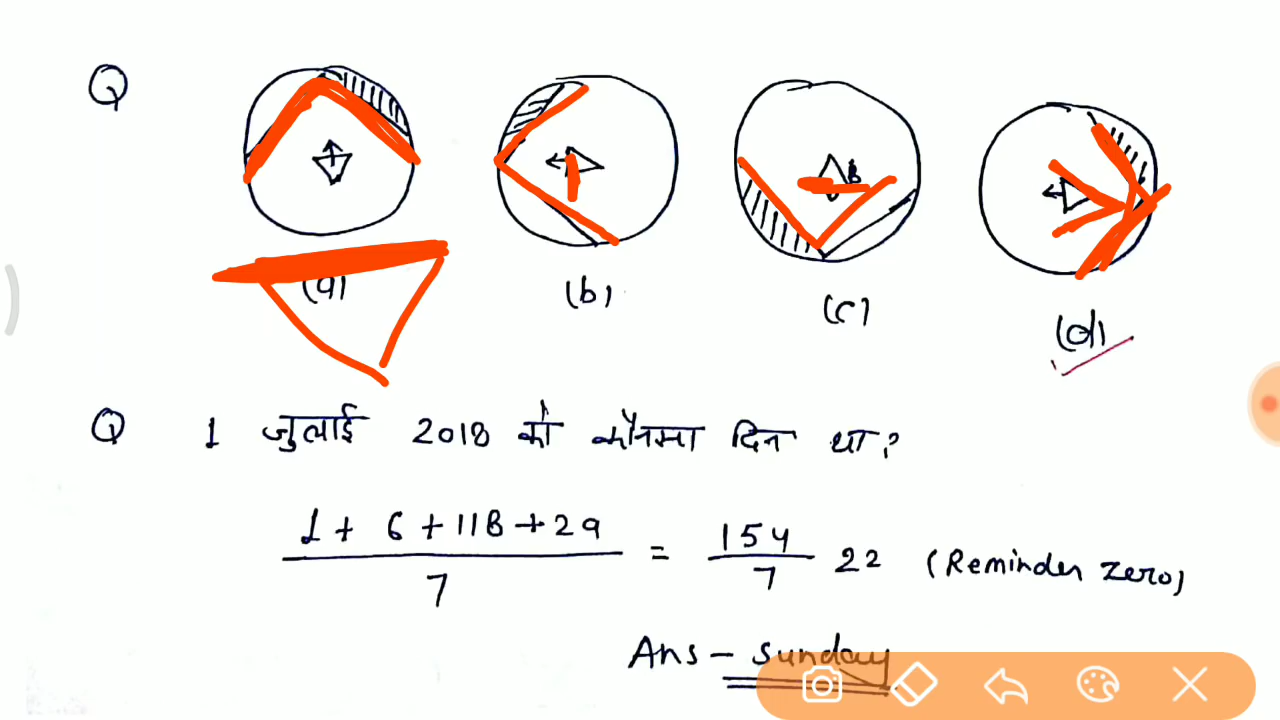 Q
B
(a) (b) (c) (d)
Q 1 जुलाई 2018 को कौनसा दिन था?
1 + 6 + 118 + 29 / 7 = 154 / 7 22 (Reminder zero)
Ans - Sunday